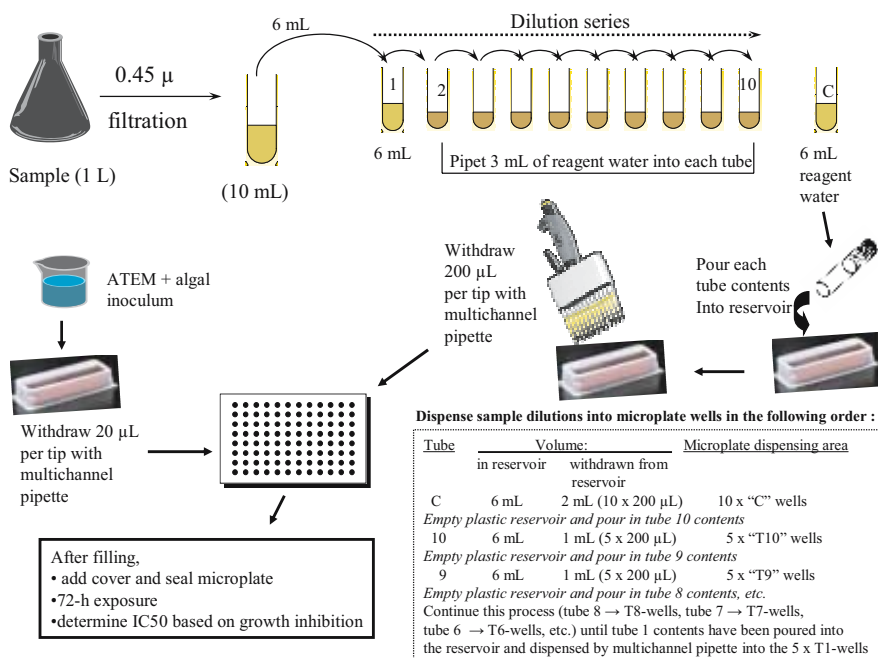 6 mL
Dilution series
0.45 µ
filtration
1
2
10
C
Sample (1 L)
(10 mL)
6 mL
Pipet 3 mL of reagent water into each tube
6 mL
reagent
water
ATEM + algal
inoculum
Withdraw
200 µL
per tip with
multichannel
pipette
Pour each
tube contents
Into reservoir
Withdraw 20 µL
per tip with
multichannel
pipette
After filling,
• add cover and seal microplate
•72-h exposure
•determine IC50 based on growth inhibition
Dispense sample dilutions into microplate wells in the following order :
Tube Volume: Microplate dispensing area
in reservoir withdrawn from
reservoir
C 6 mL 2 mL (10 x 200 µL) 10 x “C” wells
Empty plastic reservoir and pour in tube 10 contents
10 6 mL 1 mL (5 x 200 µL) 5 x “T10” wells
Empty plastic reservoir and pour in tube 9 contents
9 6 mL 1 mL (5 x 200 µL) 5 x “T9” wells
Empty plastic reservoir and pour in tube 8 contents, etc.
Continue this process (tube 8 → T8-wells, tube 7 → T7-wells,
tube 6 → T6-wells, etc.) until tube 1 contents have been poured into
the reservoir and dispensed by multichannel pipette into the 5 x T1-wells